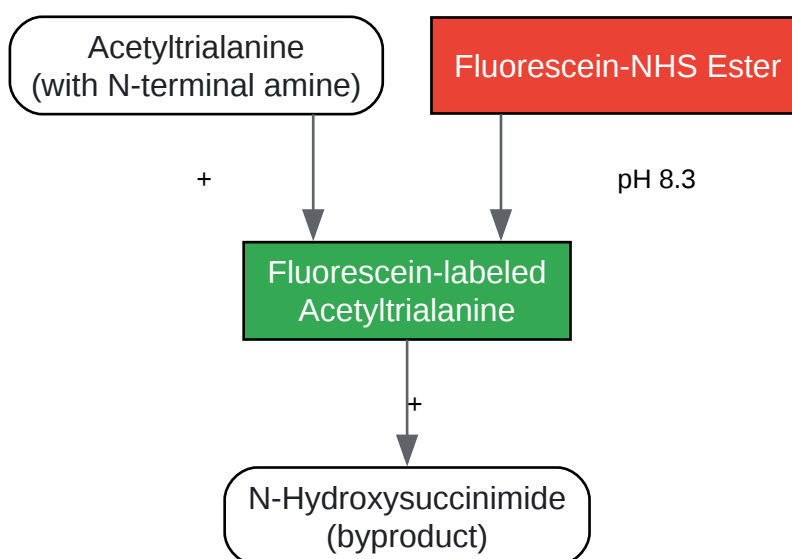 Acetyltrialanine
(with N-terminal amine)
Fluorescein-NHS Ester
+
pH 8.3
Fluorescein-labeled
Acetyltrialanine
+
N-Hydroxysuccinimide
(byproduct)